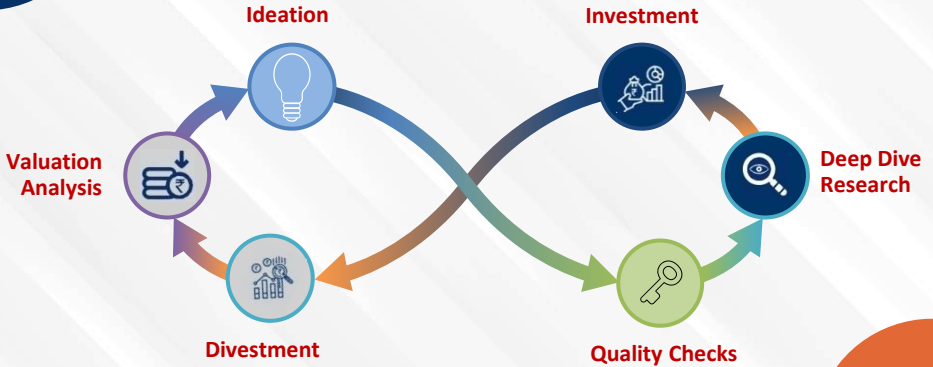 Ideation
Investment
Valuation
Analysis
Deep Dive
Research
Divestment
Quality Checks